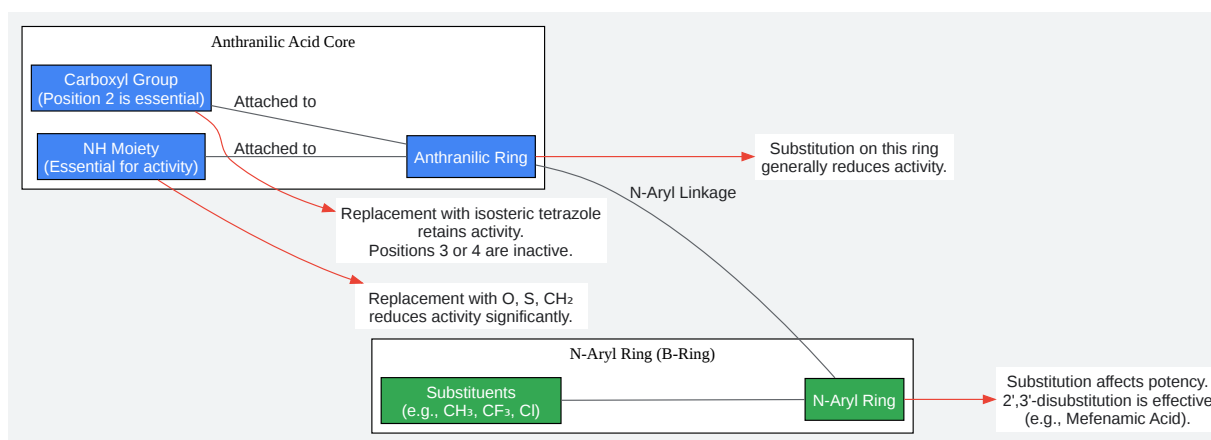 Anthranilic Acid Core
Carboxyl Group
(Position 2 is essential)
Attached to
NH Moiety
(Essential for activity)
Attached to
Anthranilic Ring
Substitution on this ring
generally reduces activity.
N-Aryl Linkage
Replacement with isosteric tetrazole
retains activity.
Positions 3 or 4 are inactive.
Replacement with O, S, CH₂
reduces activity significantly.
N-Aryl Ring (B-Ring)
Substituents
(e.g., CH₃, CF₃, Cl)
N-Aryl Ring
Substitution affects potency.
2',3'-disubstitution is effective
(e.g., Mefenamic Acid).